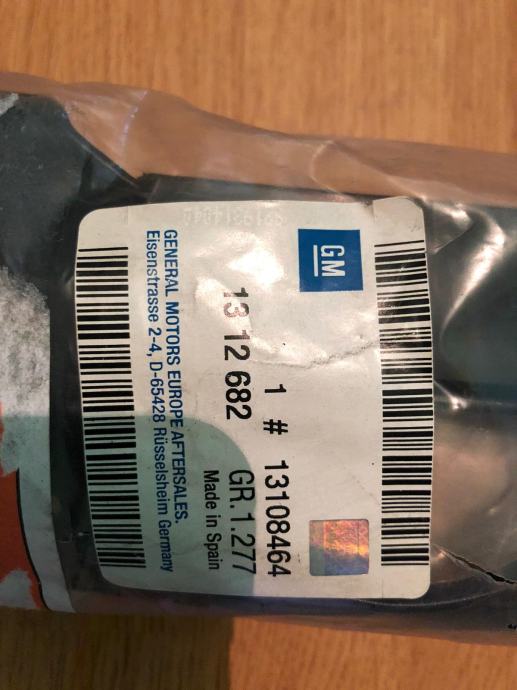 GM
1 # 13108464
13 12 682 GR.1.277
Made in Spain
GENERAL MOTORS EUROPE AFTERSALES.
Eisenstrasse 2-4, D-65428 Rüsselsheim Germany